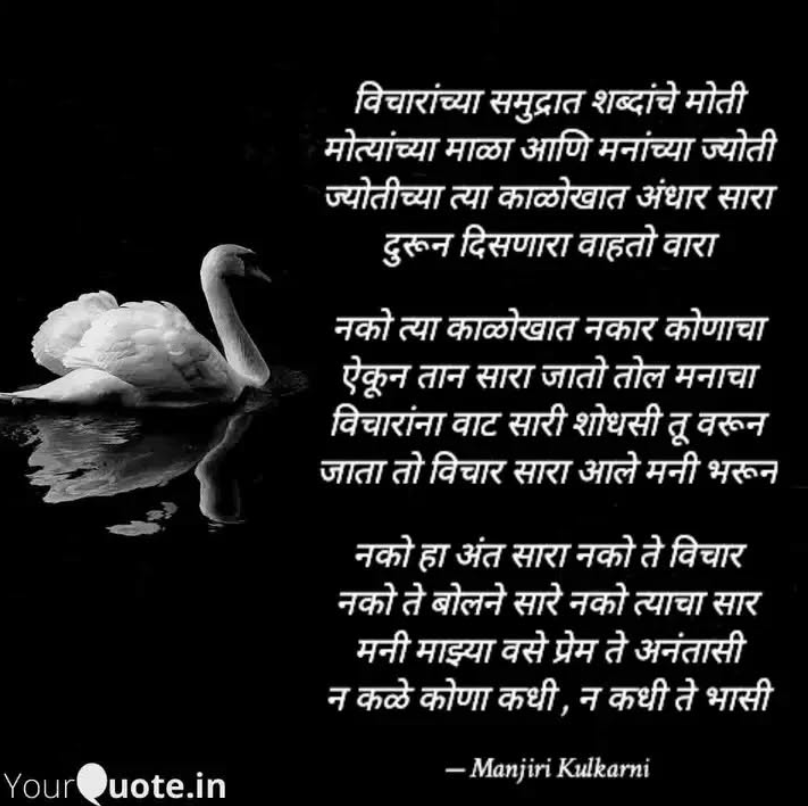 विचारांच्या समुद्रात शब्दांचे मोती
मोत्यांच्या माळा आणि मनांच्या ज्योती
ज्योतीच्या त्या काळोखात अंधार सारा
दुरून दिसणारा वाहतो वारा
नको त्या काळोखात नकार कोणाचा
ऐकून तान सारा जातो तोल मनाचा
विचारांना वाट सारी शोधसी तू वरून
जाता तो विचार सारा आले मनी भरून
नको हा अंत सारा नको ते विचार
नको ते बोलने सारे नको त्याचा सार
मनी माझ्या वसे प्रेम ते अनंतासी
न कळे कोणा कधी , न कधी ते भासी
— Manjiri Kulkarni
YourQuote.in